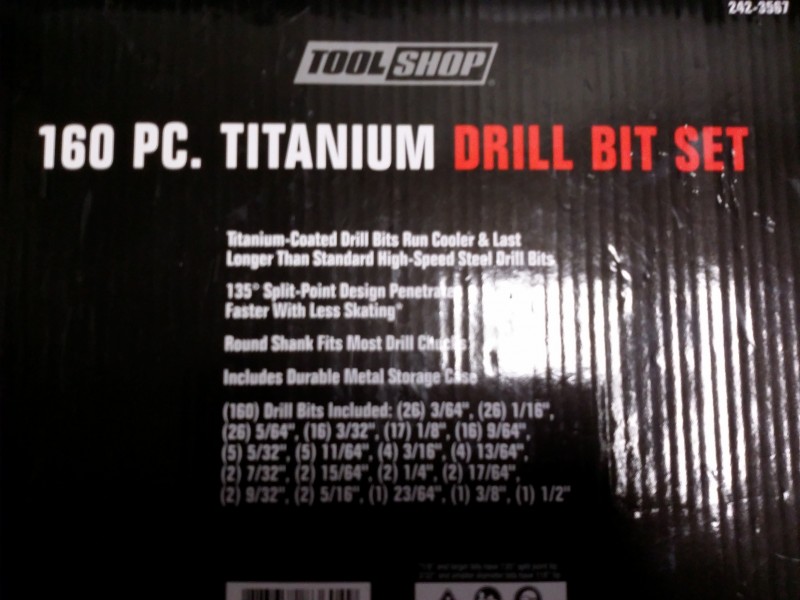 242-3567
TOOL SHOP
160 PC. TITANIUM DRILL BIT SET
Titanium-Coated Drill Bits Run Cooler & Last
Longer Than Standard High-Speed Steel Drill Bits
135° Split-Point Design Penetrates
Faster With Less Skating*
Round Shank Fits Most Drill Chucks
Includes Durable Metal Storage Case
(160) Drill Bits Included: (26) 3/64", (26) 1/16",
(26) 5/64", (16) 3/32", (17) 1/8", (16) 9/64",
(5) 5/32", (5) 11/64", (4) 3/16", (4) 13/64",
(2) 7/32", (2) 15/64", (2) 1/4", (2) 17/64",
(2) 9/32", (2) 5/16", (1) 23/64", (1) 3/8", (1) 1/2"